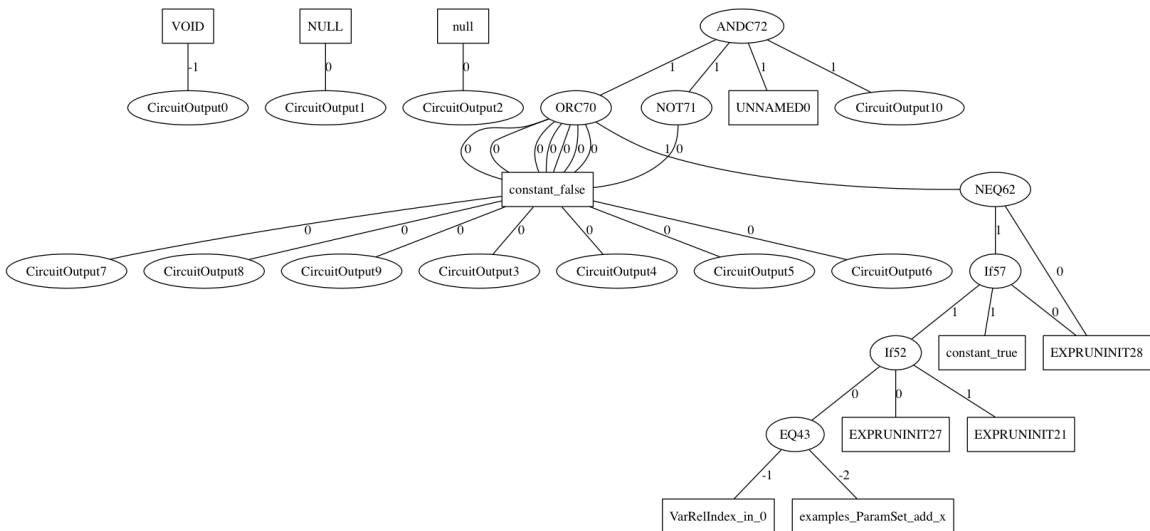 VOID NULL null ANDC72
-1 0 0 1 1 1 1
CircuitOutput0 CircuitOutput1 CircuitOutput2 ORC70 NOT71 UNNAMED0 CircuitOutput10
0 0 0 0 0 0 0 1 0
constant_false NEQ62
0 0 0 0 0 0 0 1
CircuitOutput7 CircuitOutput8 CircuitOutput9 CircuitOutput3 CircuitOutput4 CircuitOutput5 CircuitOutput6 If57 0
1 1 0
If52 constant_true EXPRUNINIT28
0 0 1
EQ43 EXPRUNINIT27 EXPRUNINIT21
-1 -2
VarRelIndex_in_0 examples_ParamSet_add_x